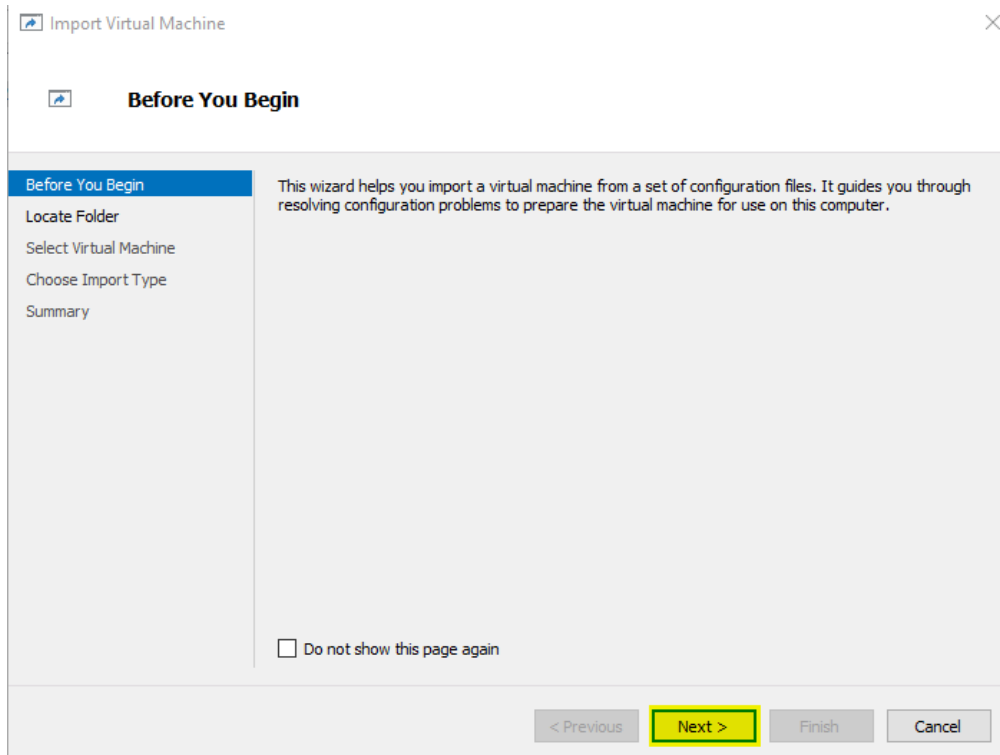 Import Virtual Machine
Before You Begin
Before You Begin
Locate Folder
Select Virtual Machine
Choose Import Type
Summary
This wizard helps you import a virtual machine from a set of configuration files. It guides you through
resolving configuration problems to prepare the virtual machine for use on this computer.
Do not show this page again
< Previous
Next >
Finish
Cancel